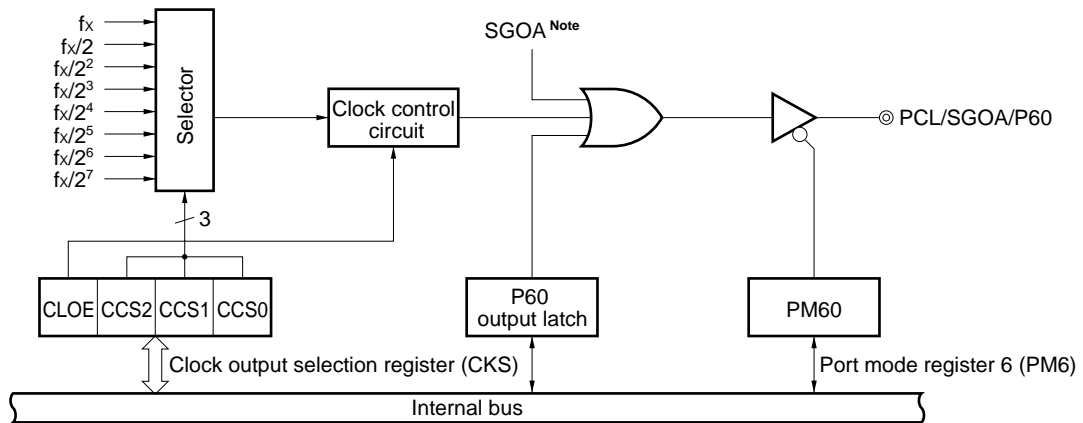 fX
fX/2
fX/2²
fX/2³
fX/2⁴
fX/2⁵
fX/2⁶
fX/2⁷
Selector
3
Clock control
circuit
SGOA Note
PCL/SGOA/P60
CLOE CCS2 CCS1 CCS0
P60
output latch
PM60
Clock output selection register (CKS)
Port mode register 6 (PM6)
Internal bus